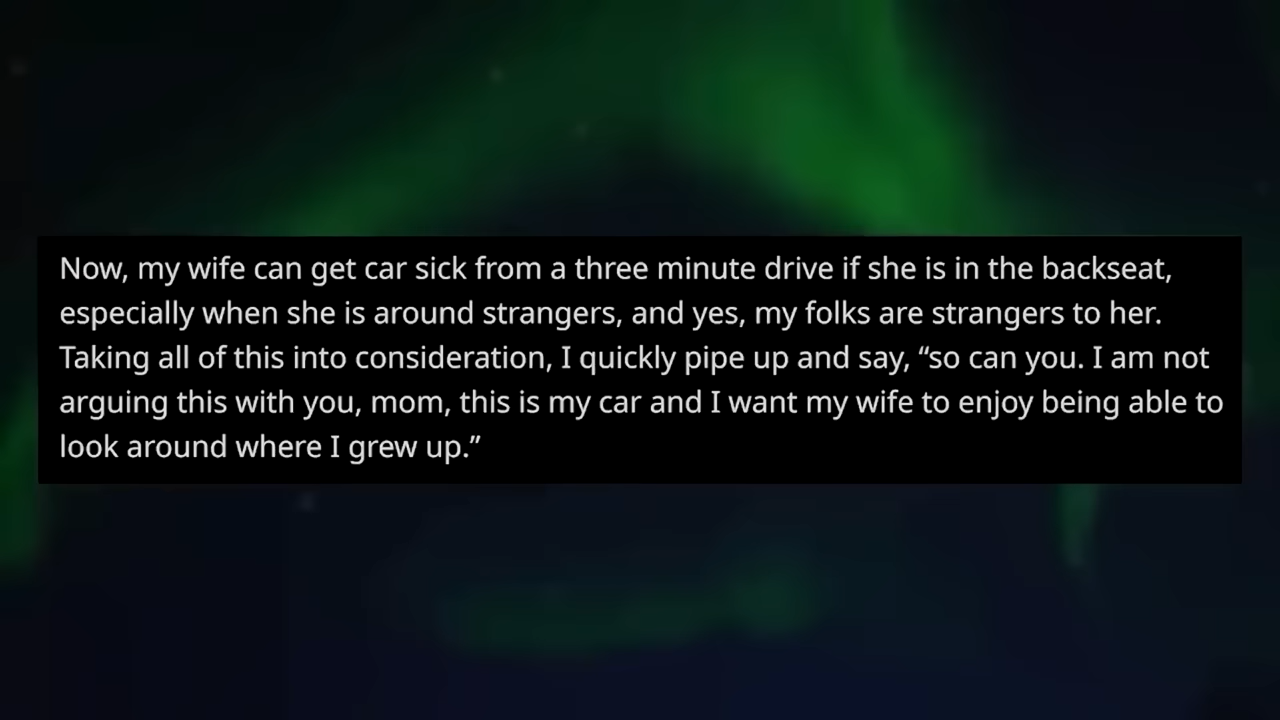 Now, my wife can get car sick from a three minute drive if she is in the backseat,
especially when she is around strangers, and yes, my folks are strangers to her.
Taking all of this into consideration, I quickly pipe up and say, “so can you. I am not
arguing this with you, mom, this is my car and I want my wife to enjoy being able to
look around where I grew up.”